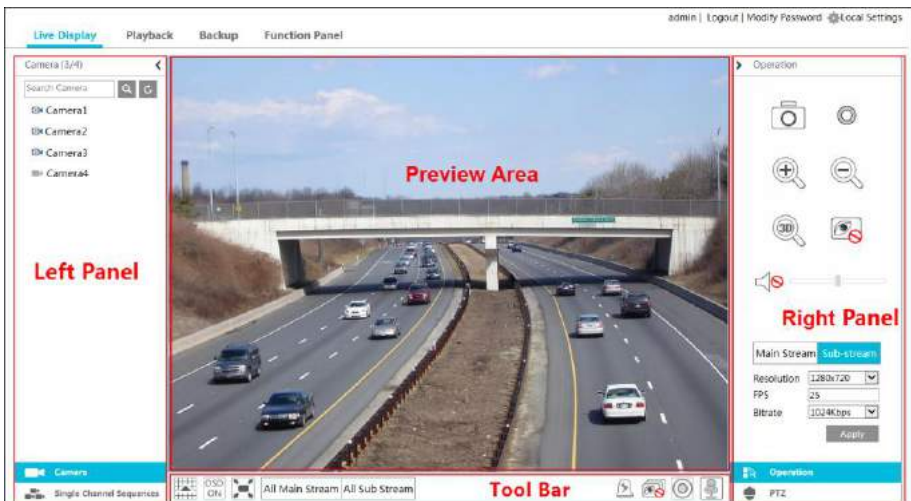 admin | Logout | Modify Password Local Settings
Live Display Playback Backup Function Panel
Camera (3/4)
Search Camera
Camera1
Camera2
Camera3
Camera4
Left Panel
Preview Area
Operation
3D
Right Panel
Main Stream Sub-stream
Resolution 1280x720
FPS 25
Bitrate 1024Kbps
Apply
Camera
Single Channel Sequences
OSD
ON
All Main Stream All Sub Stream
Tool Bar
Operation
PTZ